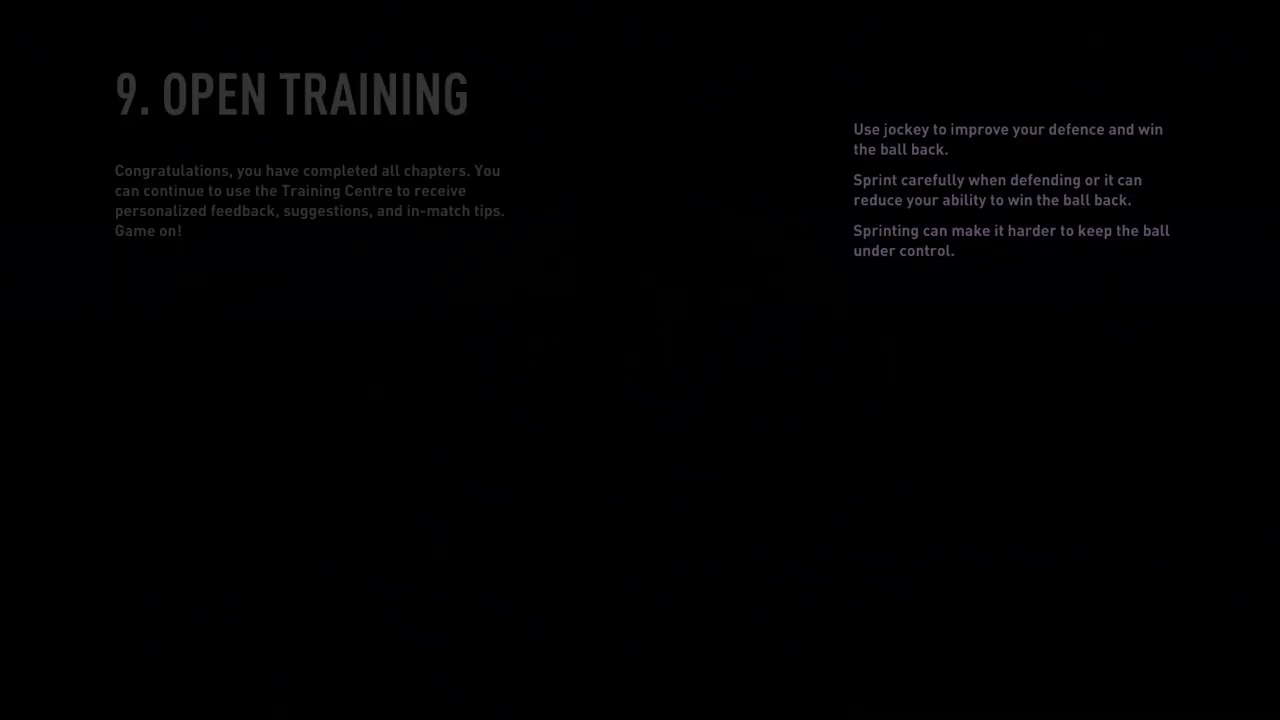 9. OPEN TRAINING
Congratulations, you have completed all chapters. You
can continue to use the Training Centre to receive
personalized feedback, suggestions, and in-match tips.
Game on!
Use jockey to improve your defence and win
the ball back.
Sprint carefully when defending or it can
reduce your ability to win the ball back.
Sprinting can make it harder to keep the ball
under control.